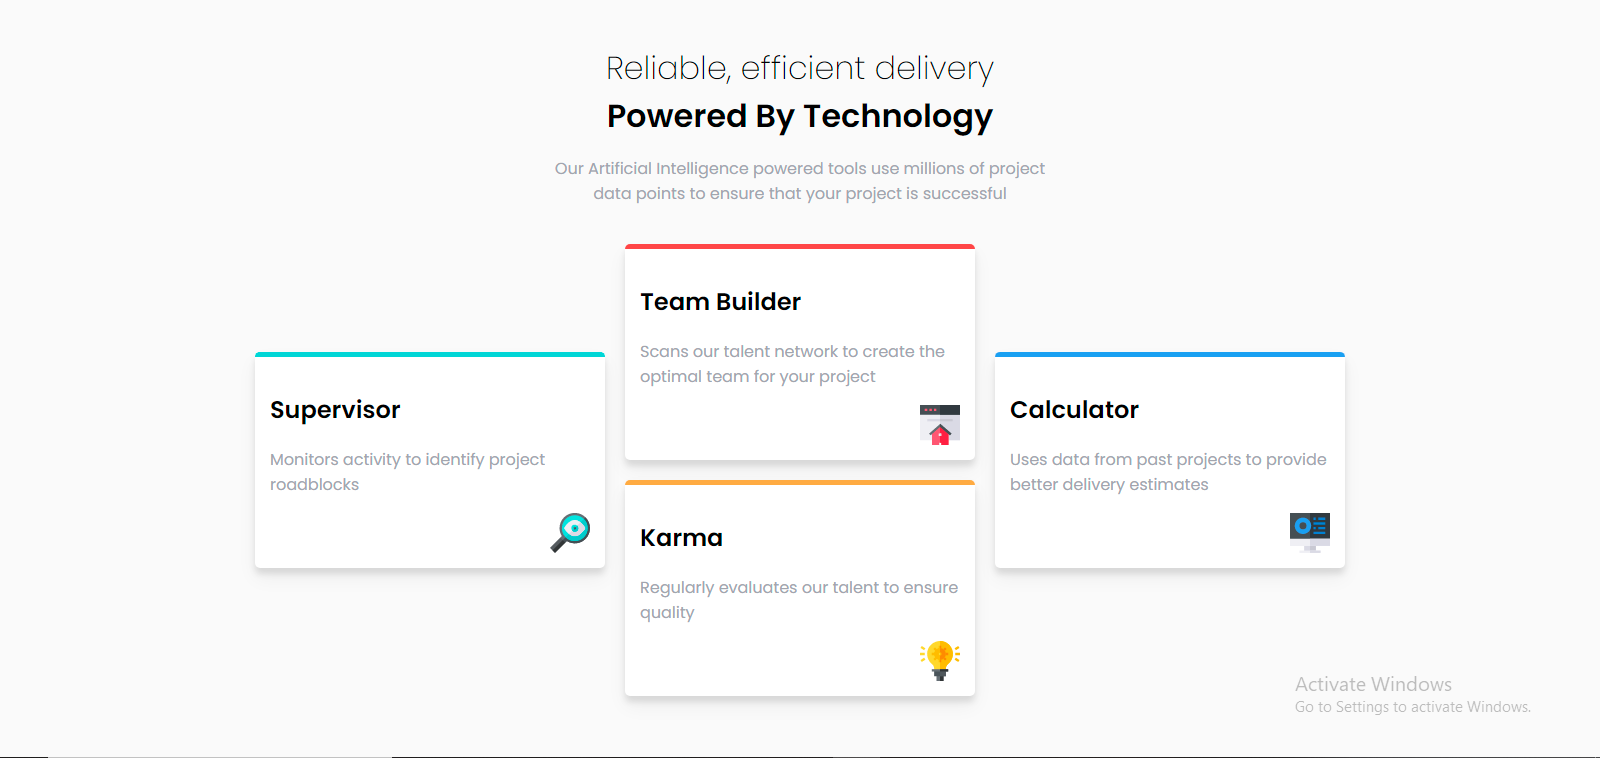 Reliable, efficient delivery
Powered By Technology
Our Artificial Intelligence powered tools use millions of project
data points to ensure that your project is successful
Team Builder
Scans our talent network to create the
optimal team for your project
Supervisor
Monitors activity to identify project
roadblocks
Calculator
Uses data from past projects to provide
better delivery estimates
Karma
Regularly evaluates our talent to ensure
quality
Activate Windows
Go to Settings to activate Windows.